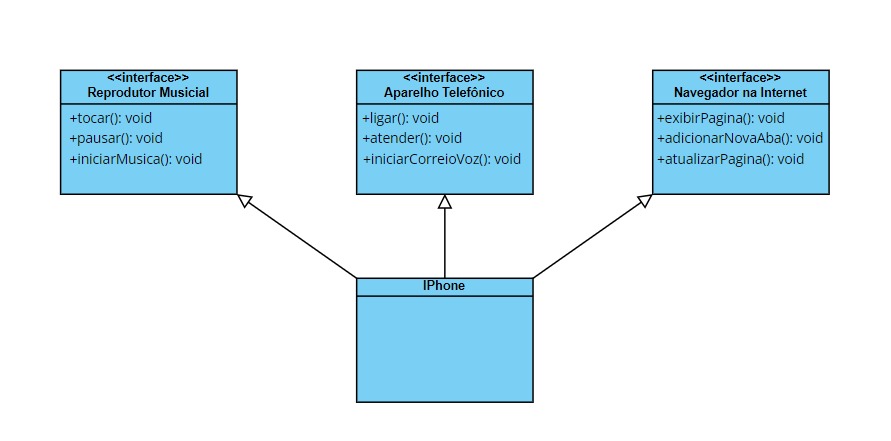 <<interface>>
Reprodutor Musicial
+tocar(): void
+pausar(): void
+iniciarMusica(): void
<<interface>>
Aparelho Telefônico
+ligar(): void
+atender(): void
+iniciarCorreioVoz(): void
<<interface>>
Navegador na Internet
+exibirPagina(): void
+adicionarNovaAba(): void
+atualizarPagina(): void
IPhone